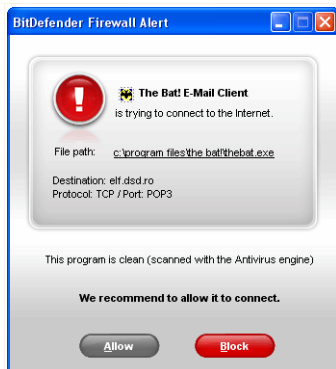 BitDefender Firewall Alert
The Bat! E-Mail Client
is trying to connect to the Internet.
File path: c:\program files\the bat!\thebat.exe
Destination: elf.dsd.ro
Protocol: TCP / Port: POP3
This program is clean (scanned with the Antivirus engine)
We recommend to allow it to connect.
Allow Block